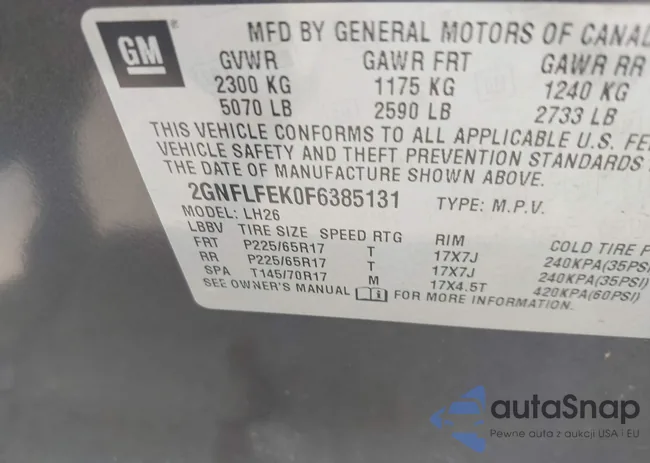 GM
MFD BY GENERAL MOTORS OF CANAD
GVWR GAWR FRT GAWR RR
2300 KG 1175 KG 1240 KG
5070 LB 2590 LB 2733 LB
THIS VEHICLE CONFORMS TO ALL APPLICABLE U.S. FE
VEHICLE SAFETY AND THEFT PREVENTION STANDARDS
THE DATE OF MANUFACTURE SHOWN ABOVE.
2GNFLFEK0F6385131 TYPE: M.P.V.
MODEL: LH26
LBBV TIRE SIZE SPEED RTG RIM COLD TIRE P
FRT P225/65R17 T 17X7J 240KPA(35PSI)
RR P225/65R17 T 17X7J 240KPA(35PSI)
SPA T145/70R17 M 17X4.5T 420KPA(60PSI)
SEE OWNER'S MANUAL FOR MORE INFORMATION.
autaSnap
Pewne auta z aukcji USA i EU